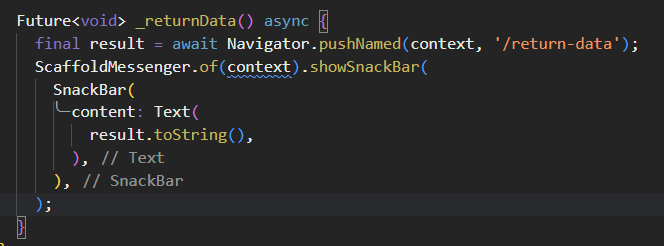 Future<void> _returnData() async {
final result = await Navigator.pushNamed(context, '/return-data');
ScaffoldMessenger.of(context).showSnackBar(
SnackBar(
content: Text(
result.toString(),
), // Text
), // SnackBar
);
}